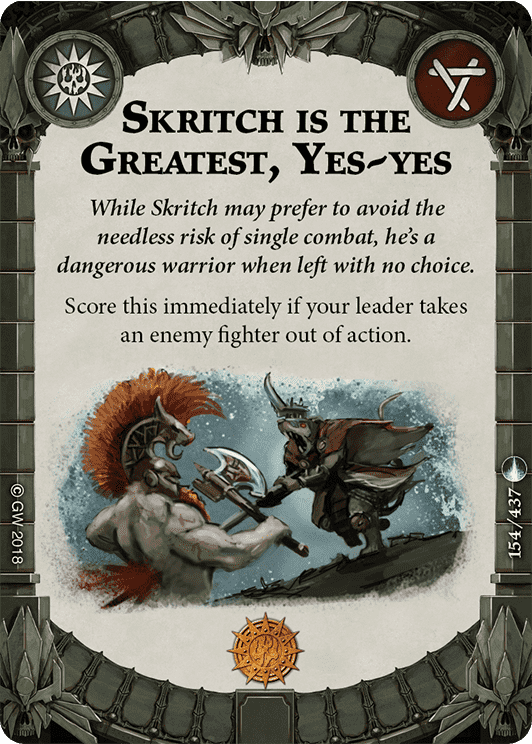 SKRITCH IS THE
GREATEST, YES~YES
While Skritch may prefer to avoid the
needless risk of single combat, he's a
dangerous warrior when left with no choice.
Score this immediately if your leader takes
an enemy fighter out of action.
© GW 2018
154/437